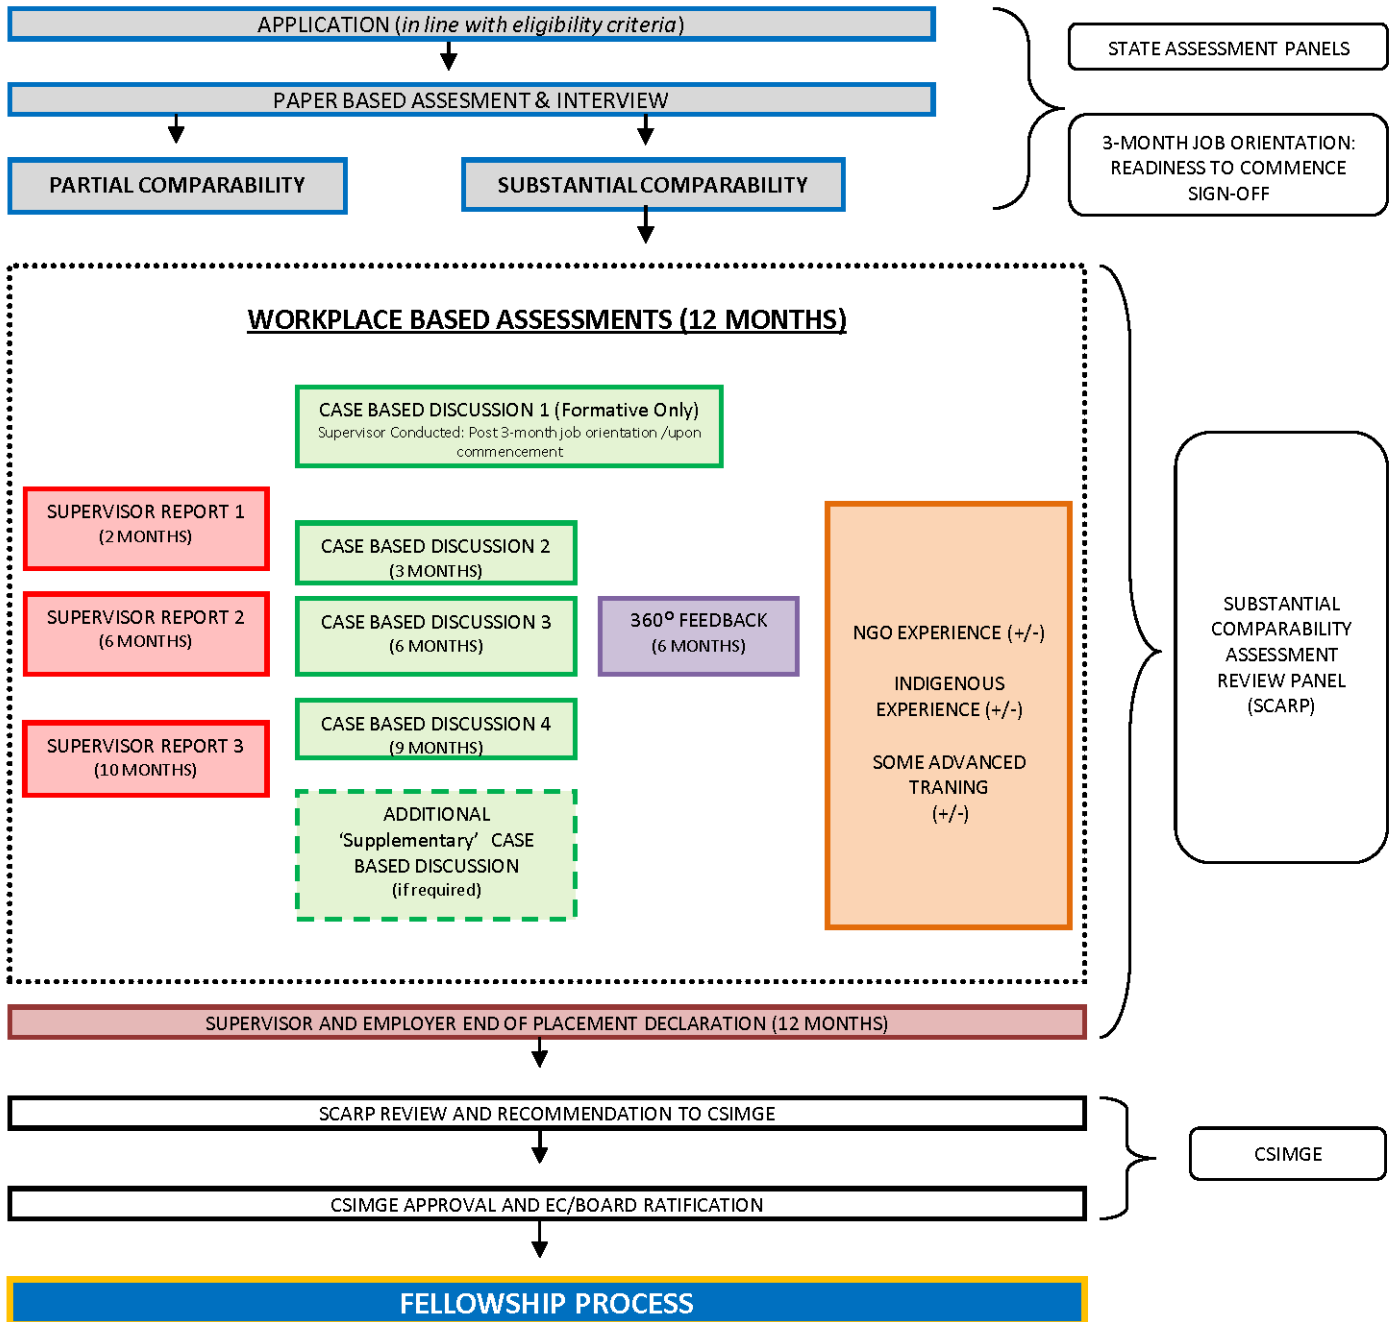 APPLICATION (in line with eligibility criteria)
STATE ASSESSMENT PANELS
PAPER BASED ASSESMENT & INTERVIEW
3-MONTH JOB ORIENTATION:
READINESS TO COMMENCE
SIGN-OFF
PARTIAL COMPARABILITY
SUBSTANTIAL COMPARABILITY
WORKPLACE BASED ASSESSMENTS (12 MONTHS)
CASE BASED DISCUSSION 1 (Formative Only)
Supervisor Conducted: Post 3-month job orientation /upon
commencement
SUPERVISOR REPORT 1
(2 MONTHS)
SUPERVISOR REPORT 2
(6 MONTHS)
SUPERVISOR REPORT 3
(10 MONTHS)
CASE BASED DISCUSSION 2
(3 MONTHS)
CASE BASED DISCUSSION 3
(6 MONTHS)
CASE BASED DISCUSSION 4
(9 MONTHS)
ADDITIONAL
‘Supplementary’ CASE
BASED DISCUSSION
(if required)
360° FEEDBACK
(6 MONTHS)
NGO EXPERIENCE (+/-)
INDIGENOUS
EXPERIENCE (+/-)
SOME ADVANCED
TRANING
(+/-)
SUBSTANTIAL
COMPARABILITY
ASSESSMENT
REVIEW PANEL
(SCARP)
SUPERVISOR AND EMPLOYER END OF PLACEMENT DECLARATION (12 MONTHS)
SCARP REVIEW AND RECOMMENDATION TO CSIMGE
CSIMGE
CSIMGE APPROVAL AND EC/BOARD RATIFICATION
FELLOWSHIP PROCESS